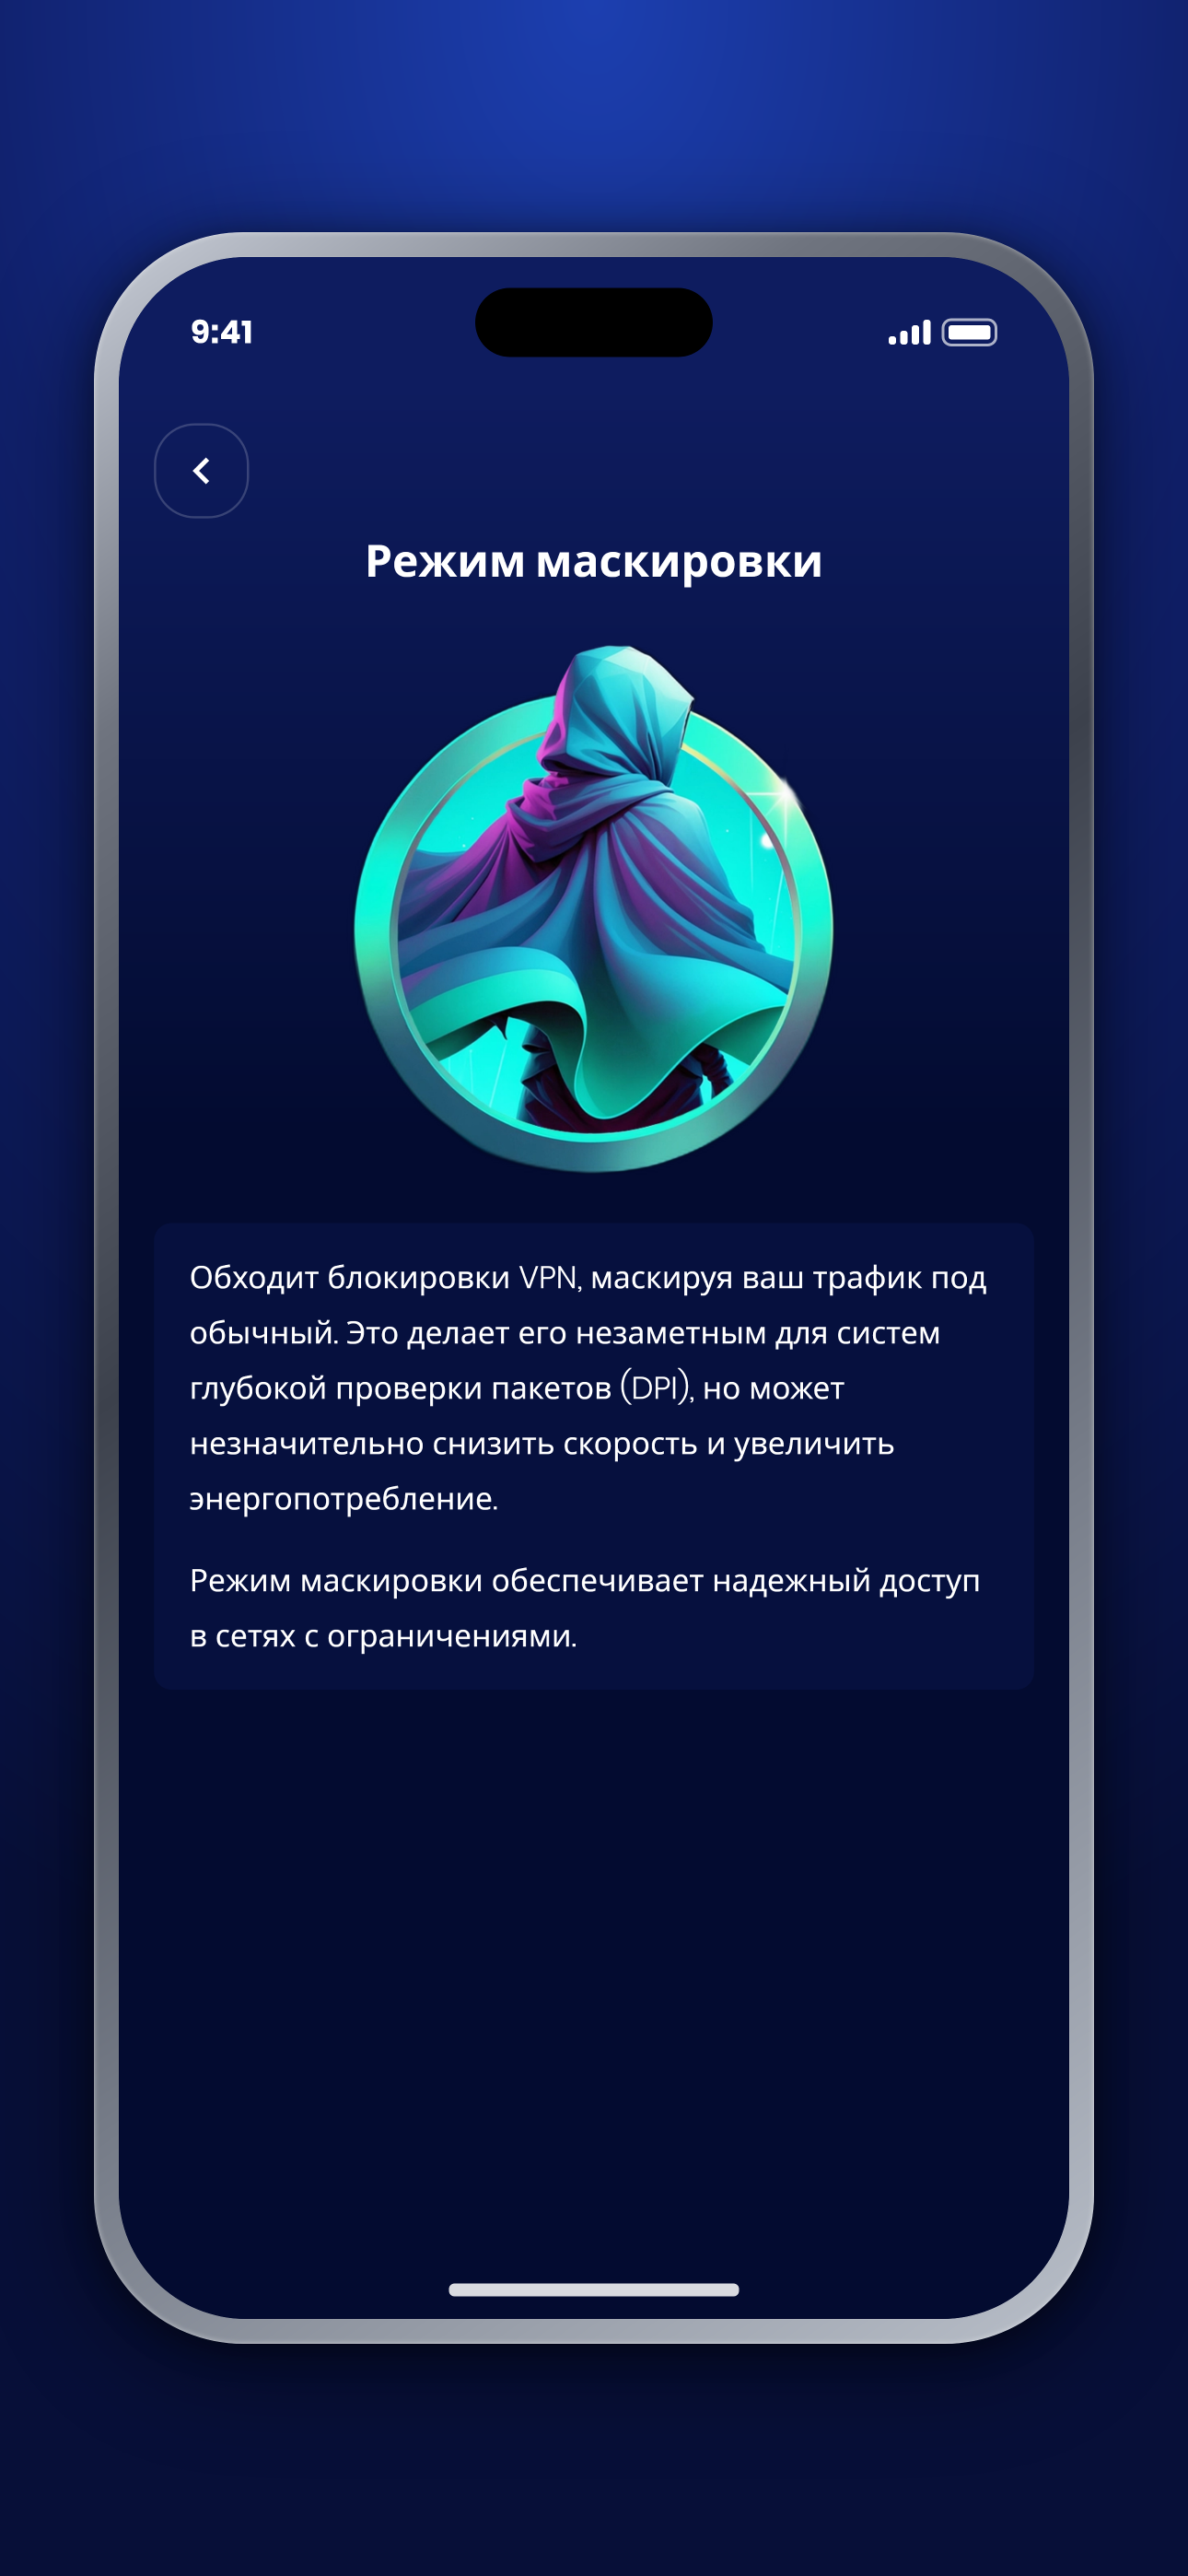 9:41
Режим маскировки
Обходит блокировки VPN, маскируя ваш трафик под
обычный. Это делает его незаметным для систем
глубокой проверки пакетов (DPI), но может
незначительно снизить скорость и увеличить
энергопотребление.
Режим маскировки обеспечивает надежный доступ
в сетях с ограничениями.